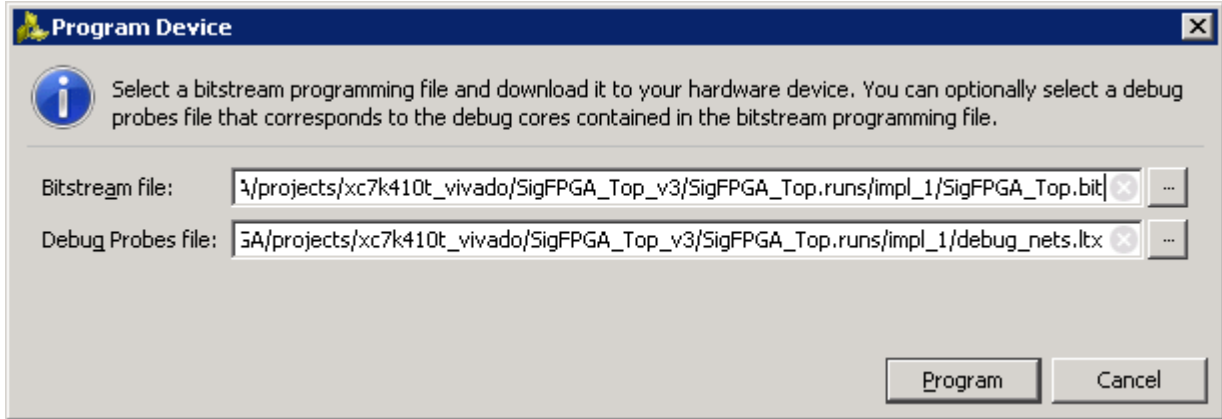 Program Device
Select a bitstream programming file and download it to your hardware device. You can optionally select a debug
probes file that corresponds to the debug cores contained in the bitstream programming file.
Bitstream file: A/projects/xc7k410t_vivado/SigFPGA_Top_v3/SigFPGA_Top.runs/impl_1/SigFPGA_Top.bit ...
Debug Probes file: GA/projects/xc7k410t_vivado/SigFPGA_Top_v3/SigFPGA_Top.runs/impl_1/debug_nets.ltx ...
Program Cancel